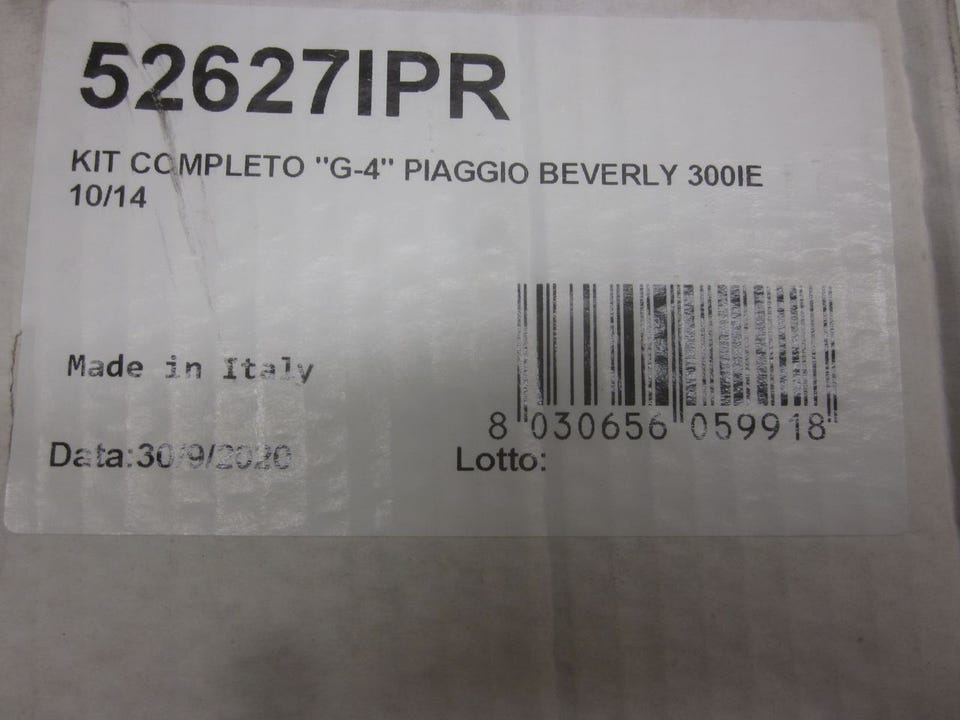 52627IPR
KIT COMPLETO "G-4" PIAGGIO BEVERLY 300IE
10/14
Made in Italy
8 030656 059918
Data:30/9/2020
Lotto: